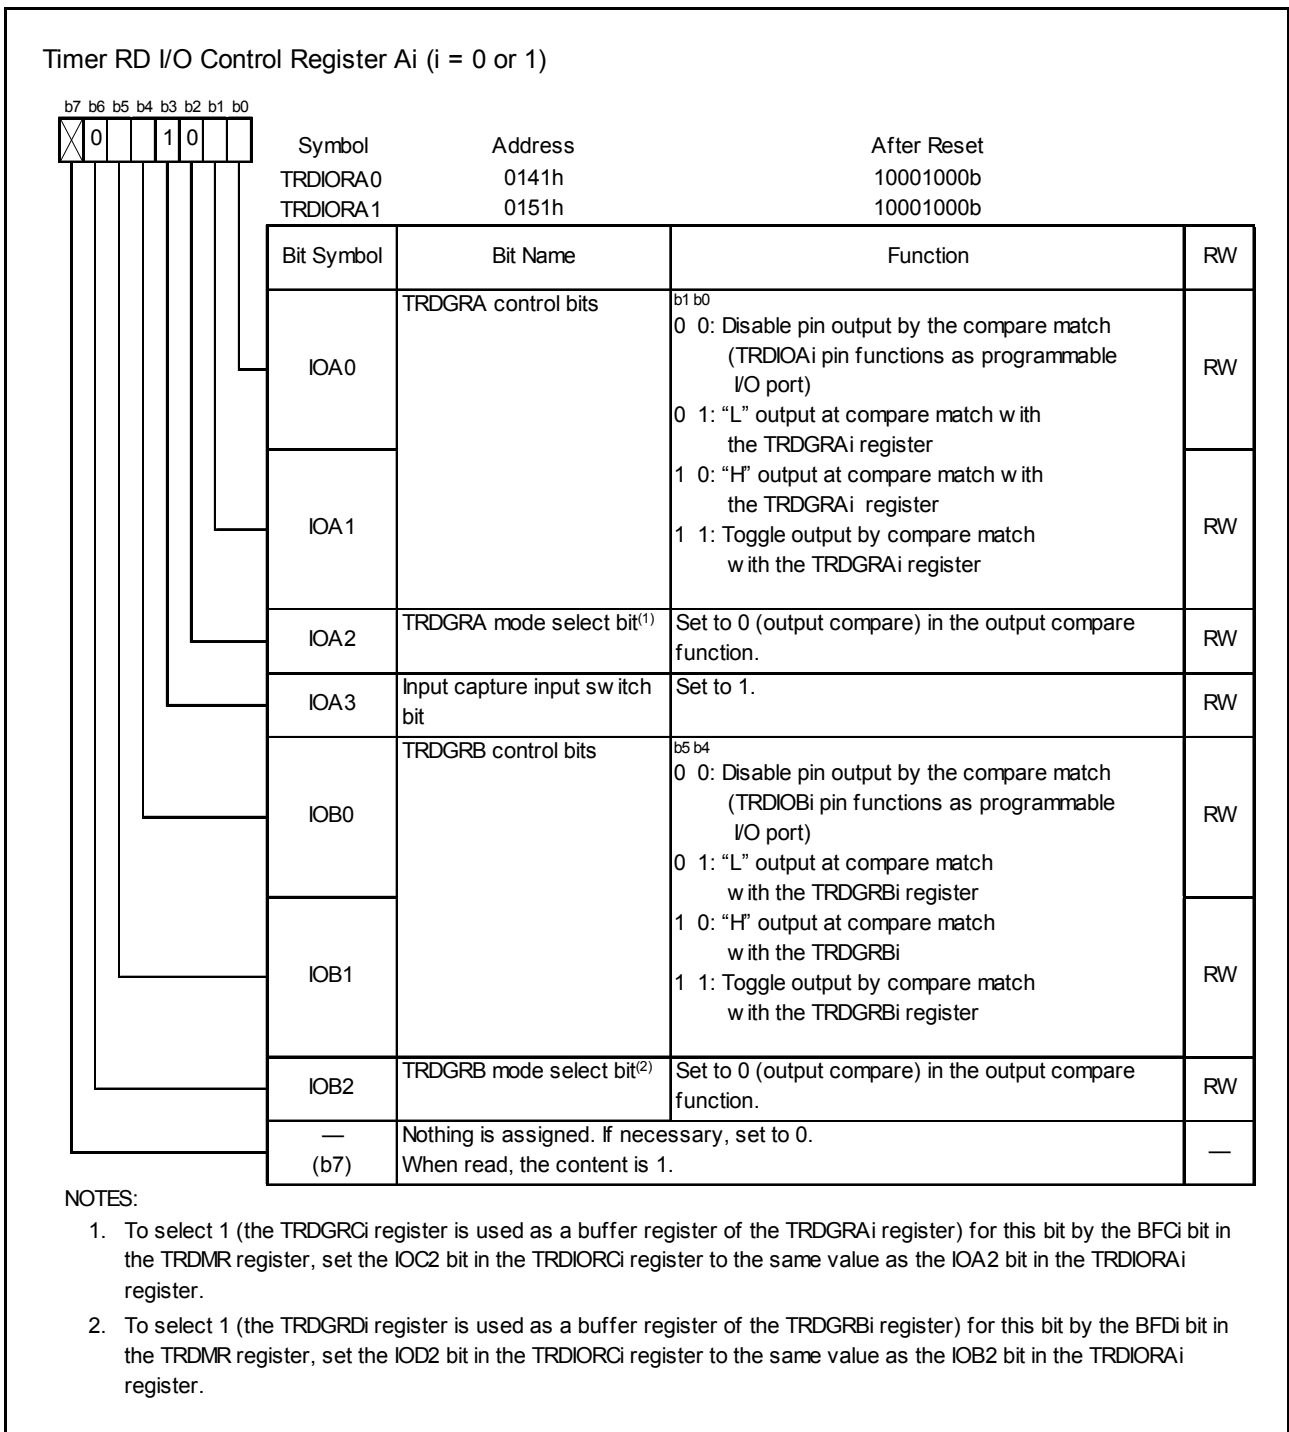 Timer RD I/O Control Register Ai (i = 0 or 1)
b7 b6 b5 b4 b3 b2 b1 b0
0 1 0
Symbol Address After Reset
TRDIORA0 0141h 10001000b
TRDIORA1 0151h 10001000b
Bit Symbol Bit Name Function RW
IOA0 TRDGRA control bits RW
b1 b0
0 0: Disable pin output by the compare match
(TRDIOAi pin functions as programmable
I/O port)
0 1: “L” output at compare match with
the TRDGRAi register
IOA1 RW
1 0: “H” output at compare match with
the TRDGRAi register
1 1: Toggle output by compare match
with the TRDGRAi register
IOA2 TRDGRA mode select bit(1) Set to 0 (output compare) in the output compare RW
function.
IOA3 Input capture input switch Set to 1. RW
bit
IOB0 TRDGRB control bits RW
b5 b4
0 0: Disable pin output by the compare match
(TRDIOBi pin functions as programmable
I/O port)
0 1: “L” output at compare match
with the TRDGRBi register
IOB1 RW
1 0: “H” output at compare match
with the TRDGRBi
1 1: Toggle output by compare match
with the TRDGRBi register
IOB2 TRDGRB mode select bit(2) Set to 0 (output compare) in the output compare RW
function.
— Nothing is assigned. If necessary, set to 0. —
(b7) When read, the content is 1.
NOTES:
1. To select 1 (the TRDGRCi register is used as a buffer register of the TRDGRAi register) for this bit by the BFCi bit in
the TRDMR register, set the IOC2 bit in the TRDIORCi register to the same value as the IOA2 bit in the TRDIORAi
register.
2. To select 1 (the TRDGRDi register is used as a buffer register of the TRDGRBi register) for this bit by the BFDi bit in
the TRDMR register, set the IOD2 bit in the TRDIORCi register to the same value as the IOB2 bit in the TRDIORAi
register.